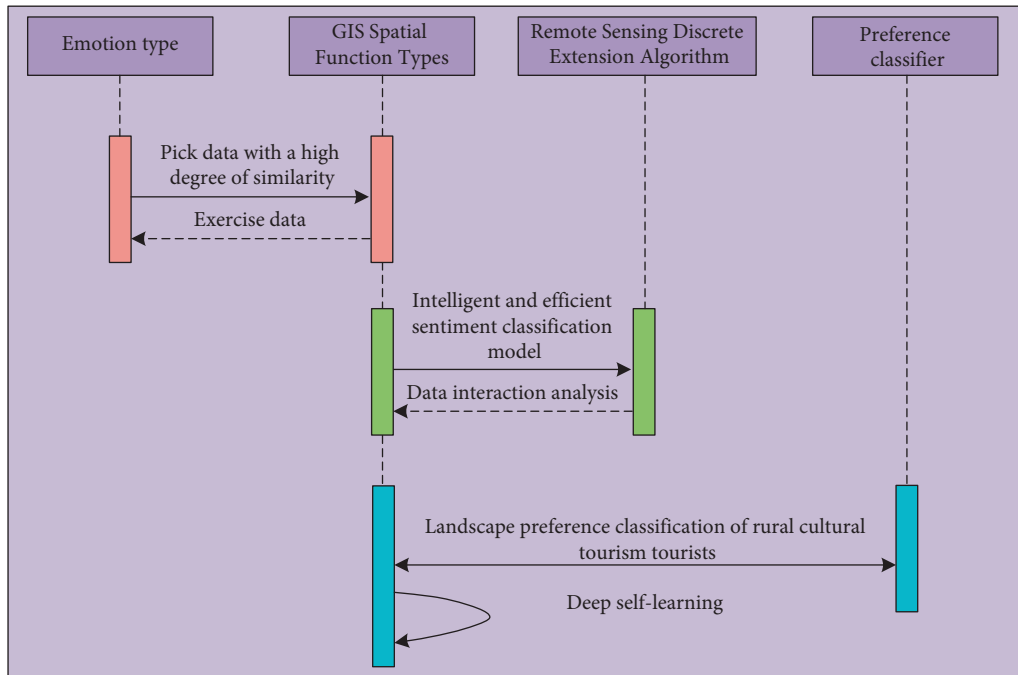 Emotion type
GIS Spatial
Function Types
Remote Sensing Discrete
Extension Algorithm
Preference
classifier
Pick data with a high
degree of similarity
Exercise data
Intelligent and efficient
sentiment classification
model
Data interaction analysis
Landscape preference classification of rural cultural
tourism tourists
Deep self-learning